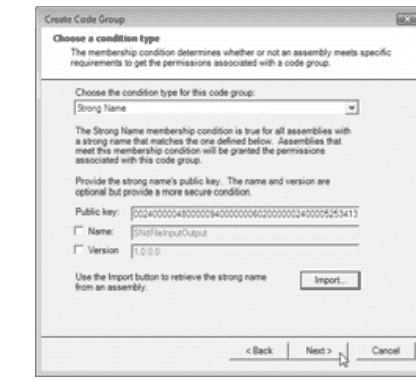 Create Code Group
Choose a condition type
The membership condition determines whether or not an assembly meets specific
requirements to get the permissions associated with a code group.
Choose the condition type for this code group:
Strong Name
The Strong Name membership condition is true for all assemblies with
a strong name that matches the one defined below. Assemblies that
meet this membership condition will be granted the permissions
associated with this code group.
Provide the strong name's public key. The name and version are
optional but provide a more secure condition.
Public key:
Name: SNdFileInputOutput
Version 1.0.0.0
Use the Import button to retrieve the strong name
from an assembly.
Import...
< Back Next > Cancel